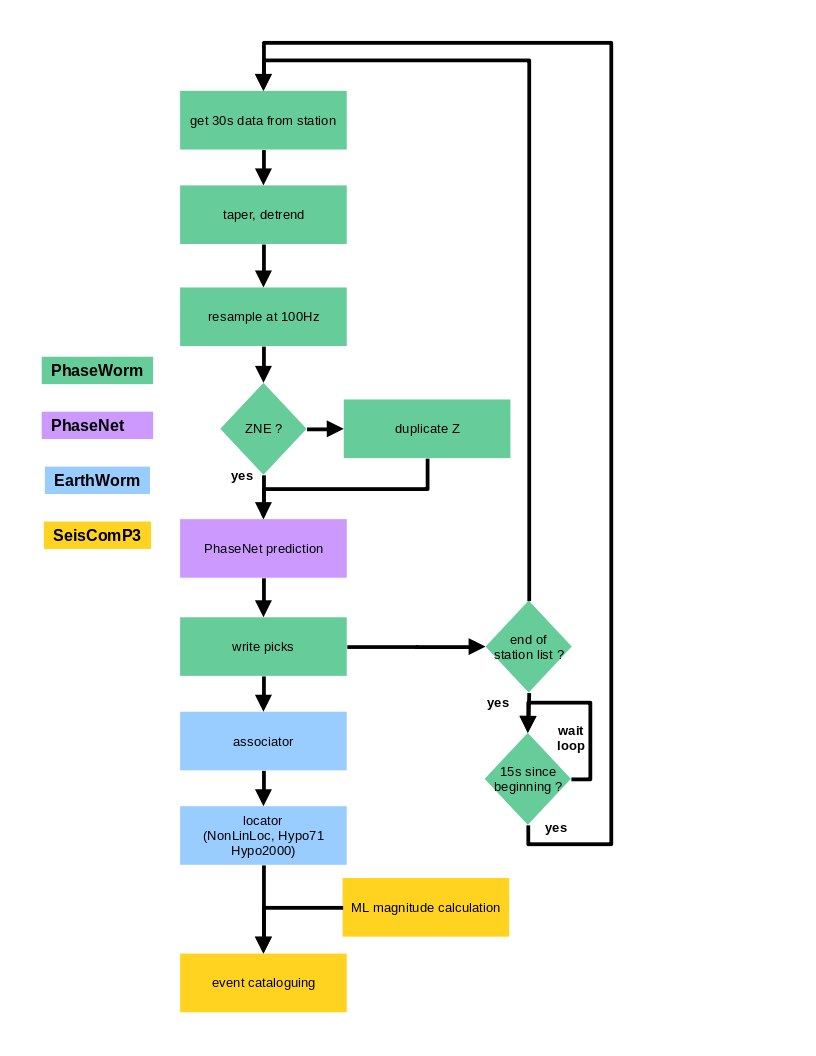 get 30s data from station
taper, detrend
resample at 100Hz
PhaseWorm
PhaseNet
EarthWorm
SeisComP3
ZNE ?
duplicate Z
yes
PhaseNet prediction
write picks
end of
station list ?
yes
associator
wait
loop
15s since
beginning ?
yes
locator
(NonLinLoc, Hypo71
Hypo2000)
ML magnitude calculation
event cataloguing